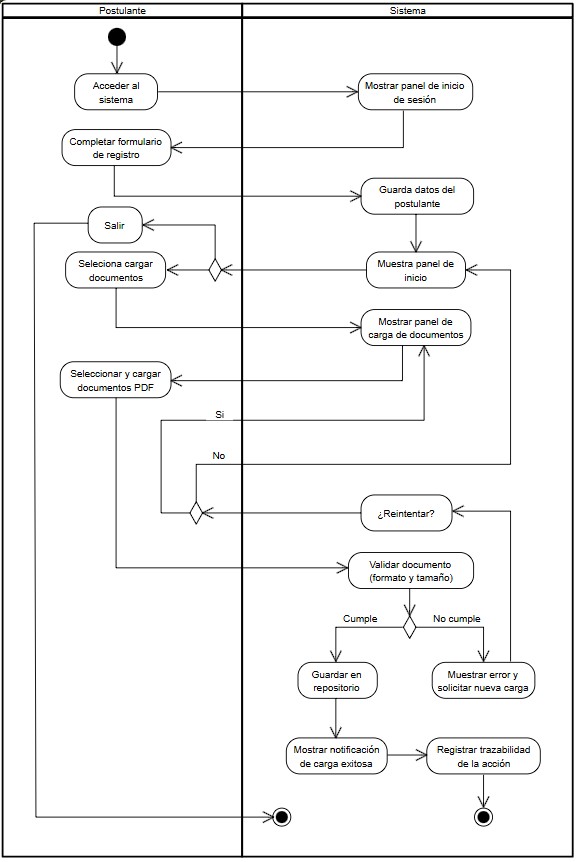 Postulante
Sistema
Acceder al
sistema
Mostrar panel de inicio
de sesión
Completar formulario
de registro
Guarda datos del
postulante
Salir
Seleciona cargar
documentos
Muestra panel de
inicio
Mostrar panel de
carga de documentos
Seleccionar y cargar
documentos PDF
Si
No
¿Reintentar?
Validar documento
(formato y tamaño)
Cumple
No cumple
Guardar en
repositorio
Muestrar error y
solicitar nueva carga
Mostrar notificación
de carga exitosa
Registrar trazabilidad
de la acción